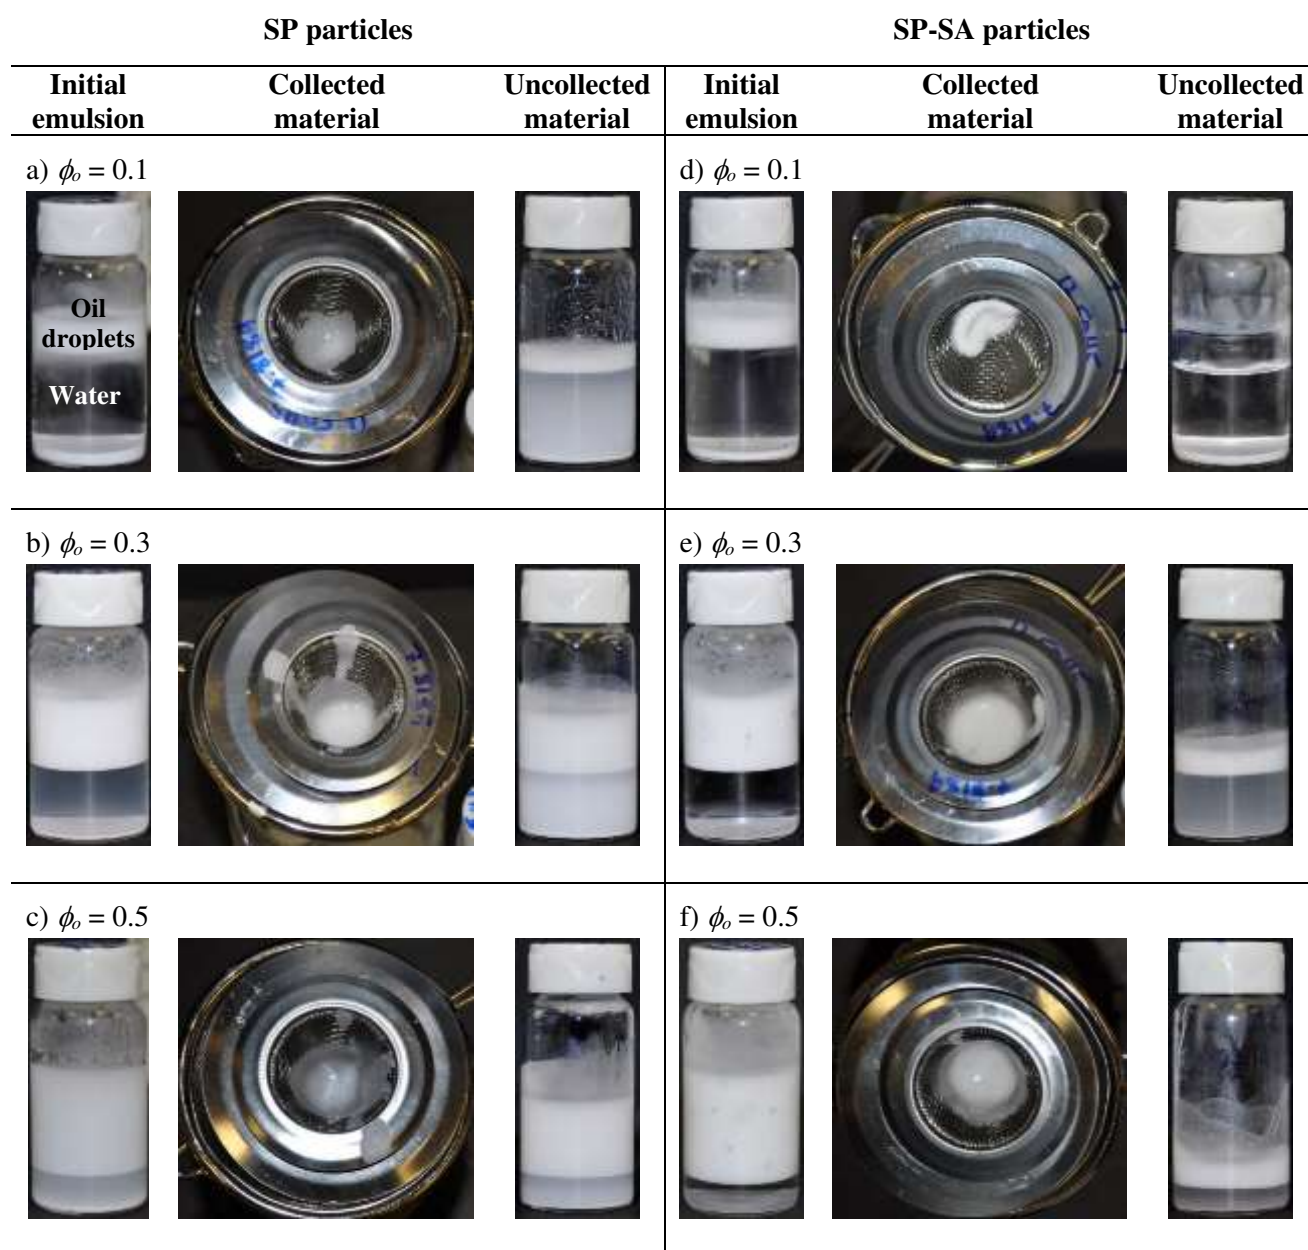 SP particles
SP-SA particles
Initial emulsion
Collected material
Uncollected material
Initial emulsion
Collected material
Uncollected material
a) ϕₒ = 0.1
d) ϕₒ = 0.1
Oil
droplets
Water
b) ϕₒ = 0.3
e) ϕₒ = 0.3
c) ϕₒ = 0.5
f) ϕₒ = 0.5